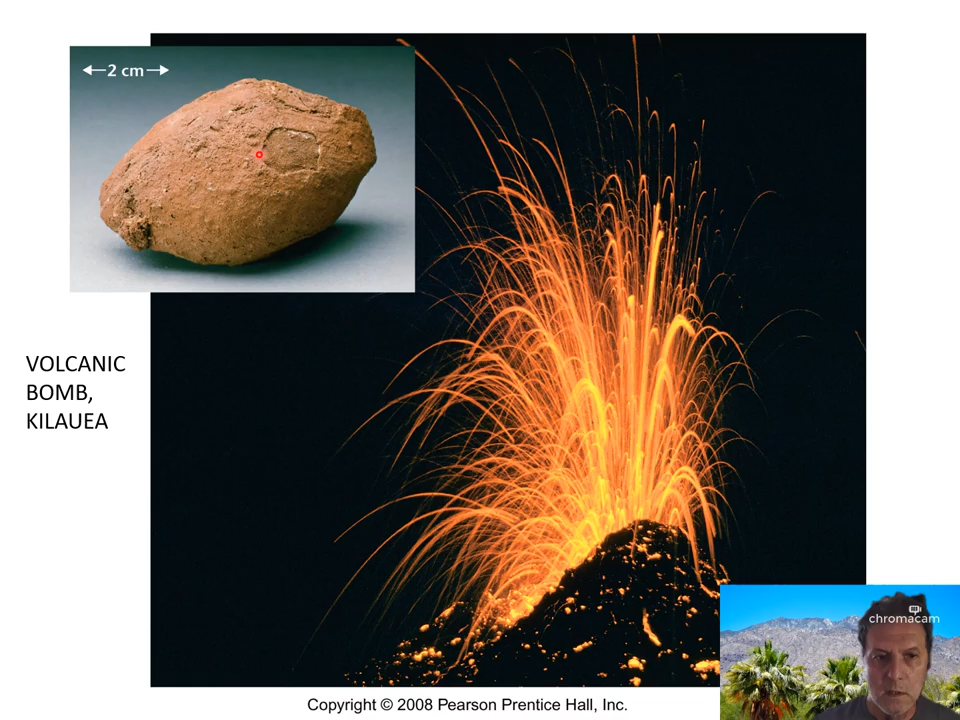 2 cm
VOLCANIC
BOMB,
KILAUEA
chromacam
Copyright © 2008 Pearson Prentice Hall, Inc.